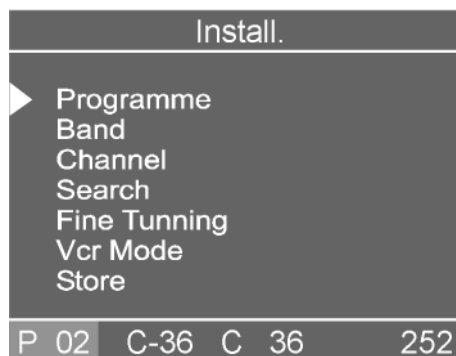 Install.
Programme
Band
Channel
Search
Fine Tunning
Vcr Mode
Store
P 02 C-36 C 36 252